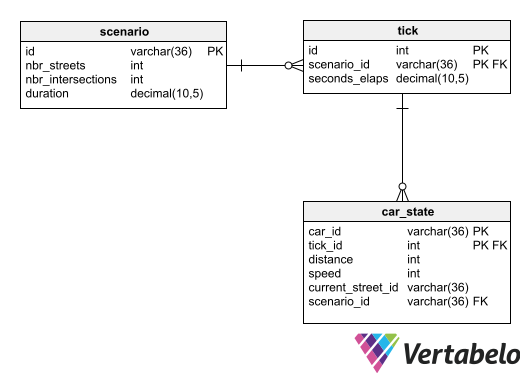 scenario
id varchar(36) PK
nbr_streets int
nbr_intersections int
duration decimal(10,5)
tick
id int PK
scenario_id varchar(36) PK FK
seconds_elaps decimal(10,5)
car_state
car_id varchar(36) PK
tick_id int PK FK
distance int
speed int
current_street_id varchar(36)
scenario_id varchar(36) FK
Vertabelo